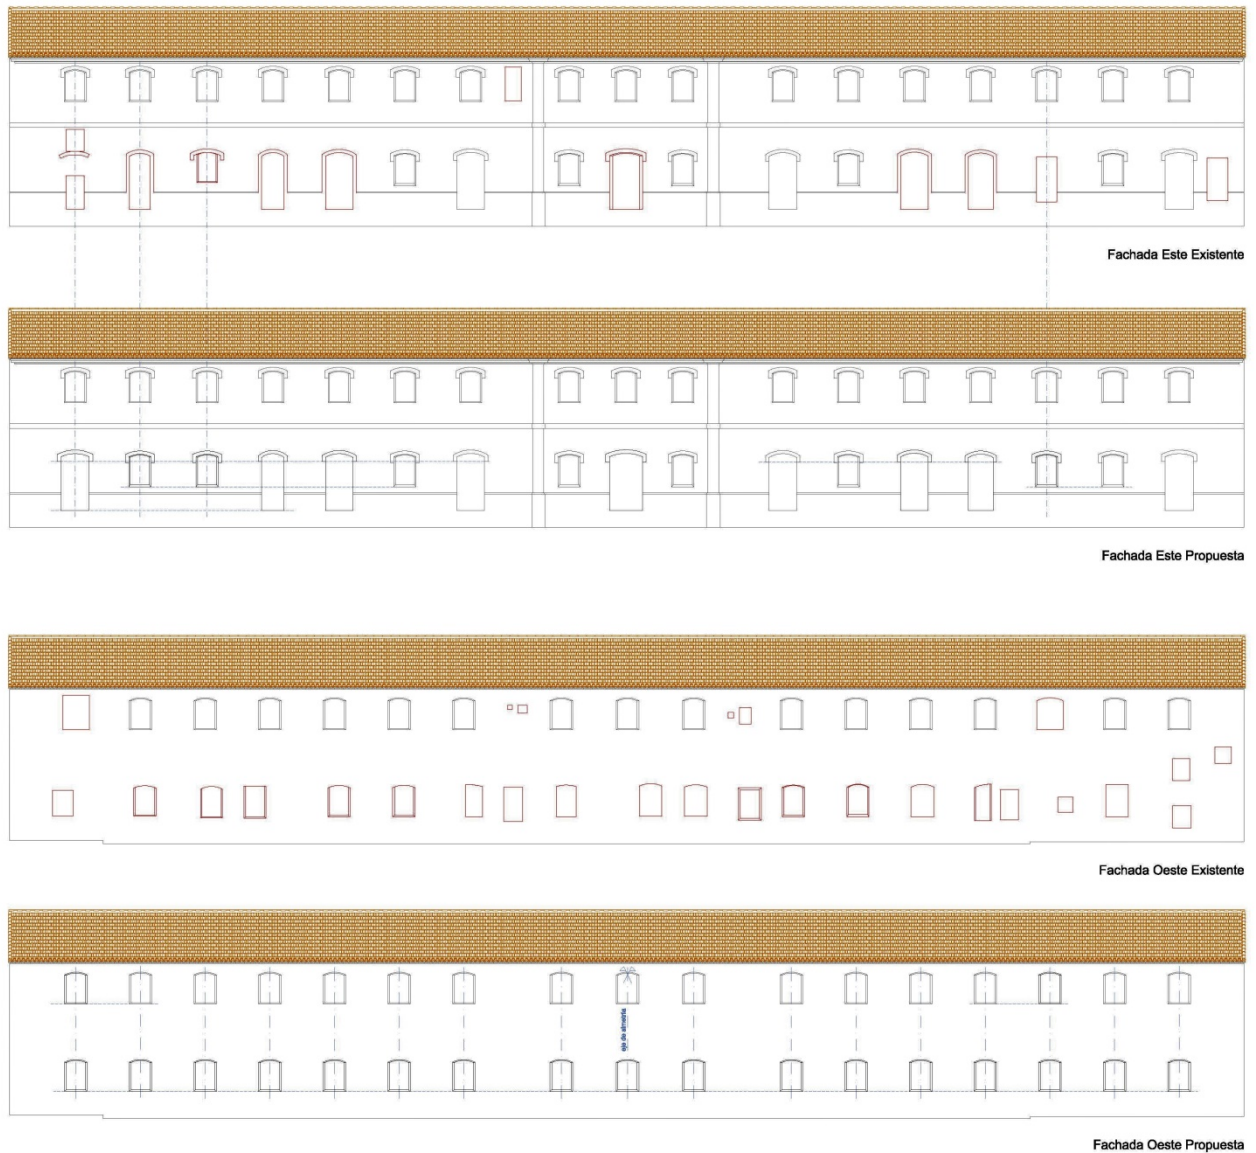 Fachada Este Existente
Fachada Este Propuesta
Fachada Oeste Existente
eje de simetría
Fachada Oeste Propuesta